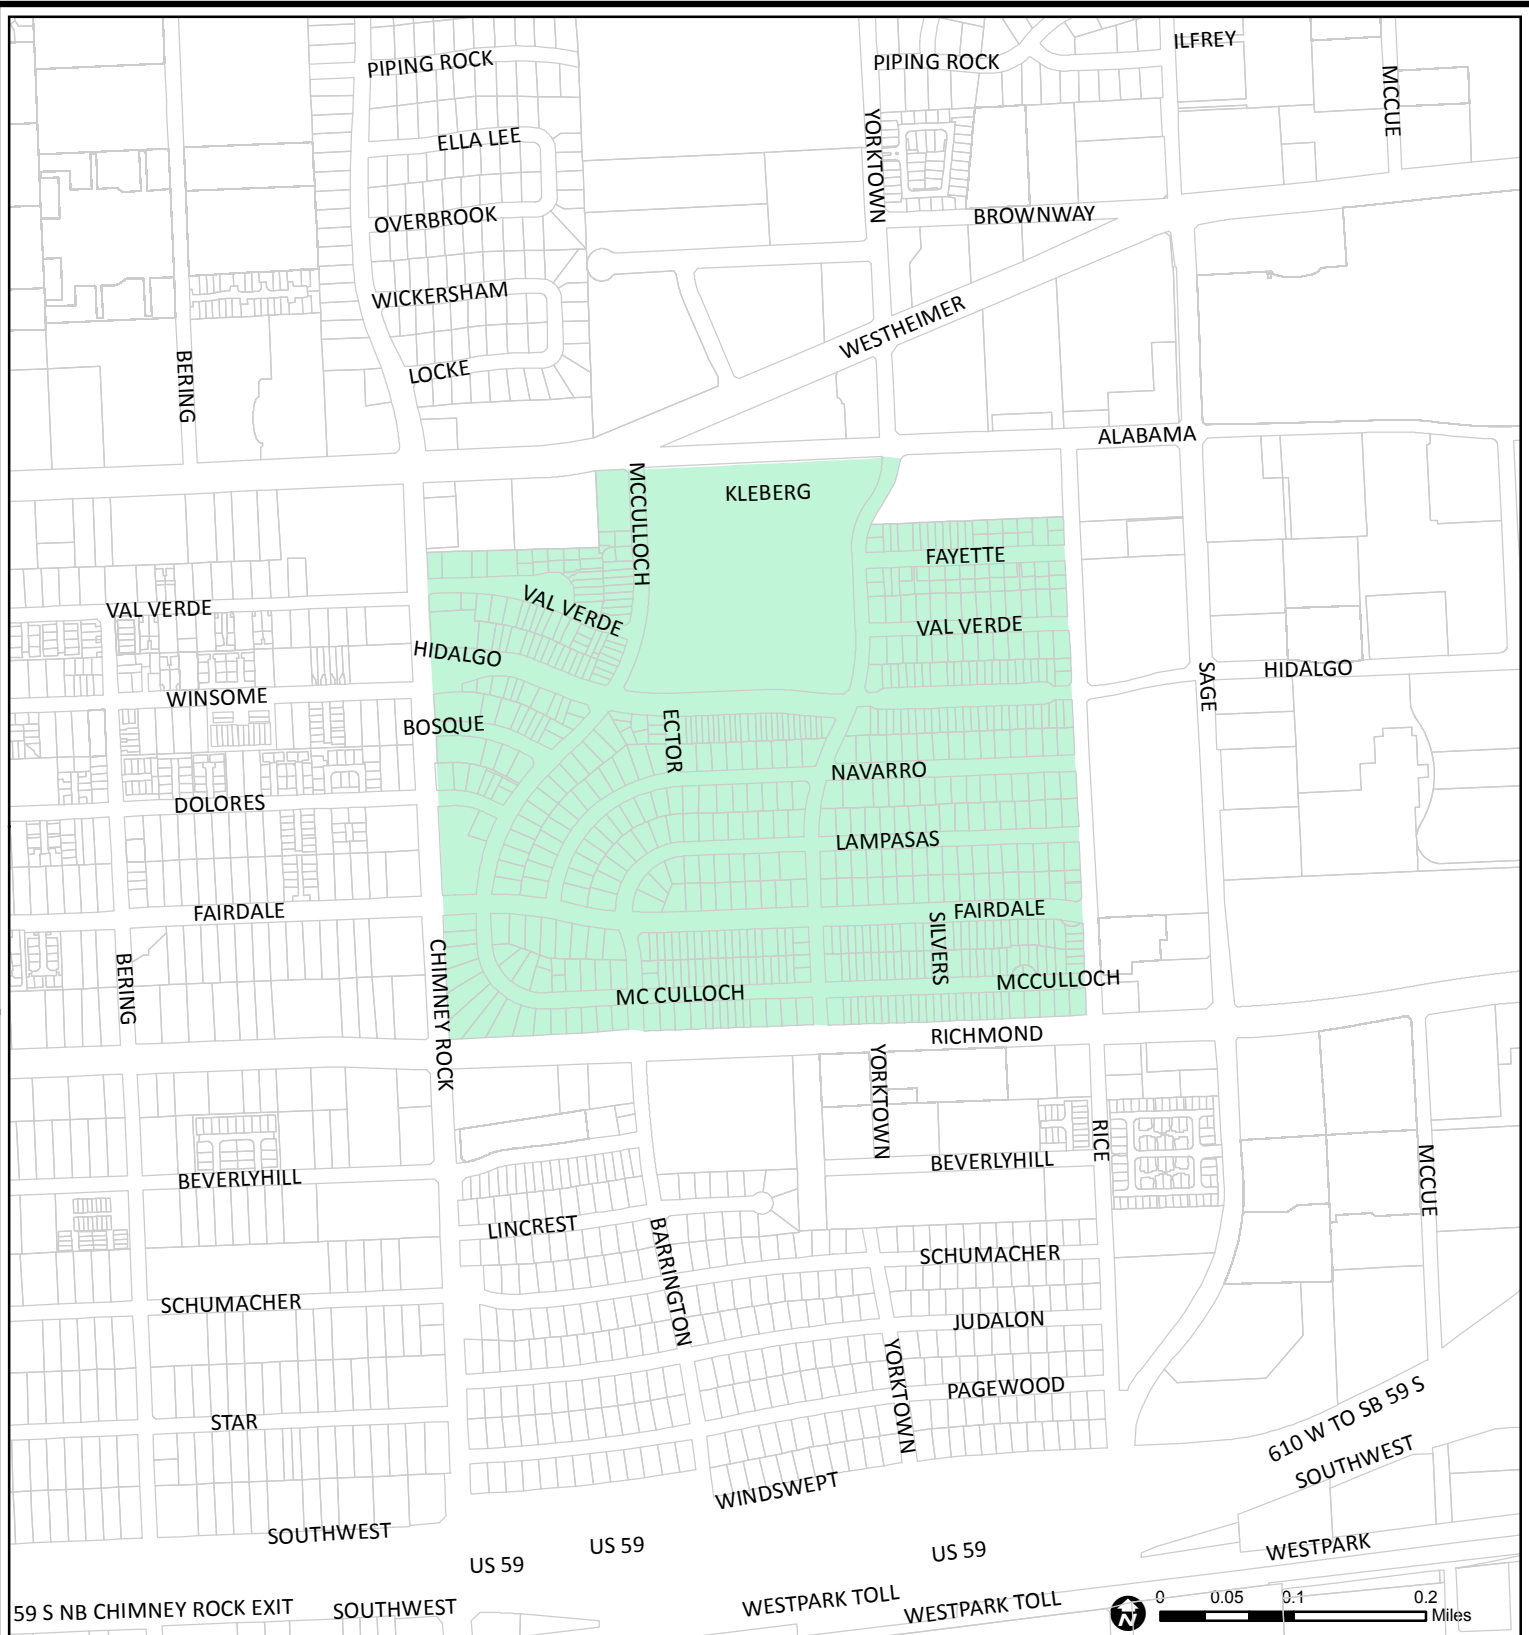 ILFREY
PIPING ROCK
PIPING ROCK
MCCUE
ELLA LEE
YORKTOWN
OVERBROOK
BROWNWAY
WICKERSHAM
WESTHEIMER
BERING
LOCKE
ALABAMA
MCCULLOCH
KLEBERG
FAYETTE
VAL VERDE
VAL VERDE
VAL VERDE
HIDALGO
HIDALGO
SAGE
WINSOME
BOSQUE
ECTOR
NAVARRO
DOLORES
LAMPASAS
FAIRDALE
FAIRDALE
SILVERS
BERING
CHIMNEY ROCK
MC CULLOCH
MCCULLOCH
RICHMOND
YORKTOWN
RICE
BEVERLYHILL
BEVERLYHILL
MCCUE
LINCREST
BARRINGTON
SCHUMACHER
SCHUMACHER
JUDALON
YORKTOWN
PAGEWOOD
STAR
610 W TO SB 59 S
SOUTHWEST
WINDSWEPT
SOUTHWEST
US 59
US 59
US 59
WESTPARK
59 S NB CHIMNEY ROCK EXIT
SOUTHWEST
WESTPARK TOLL
WESTPARK TOLL
N
0 0.05 0.1 0.2
Miles